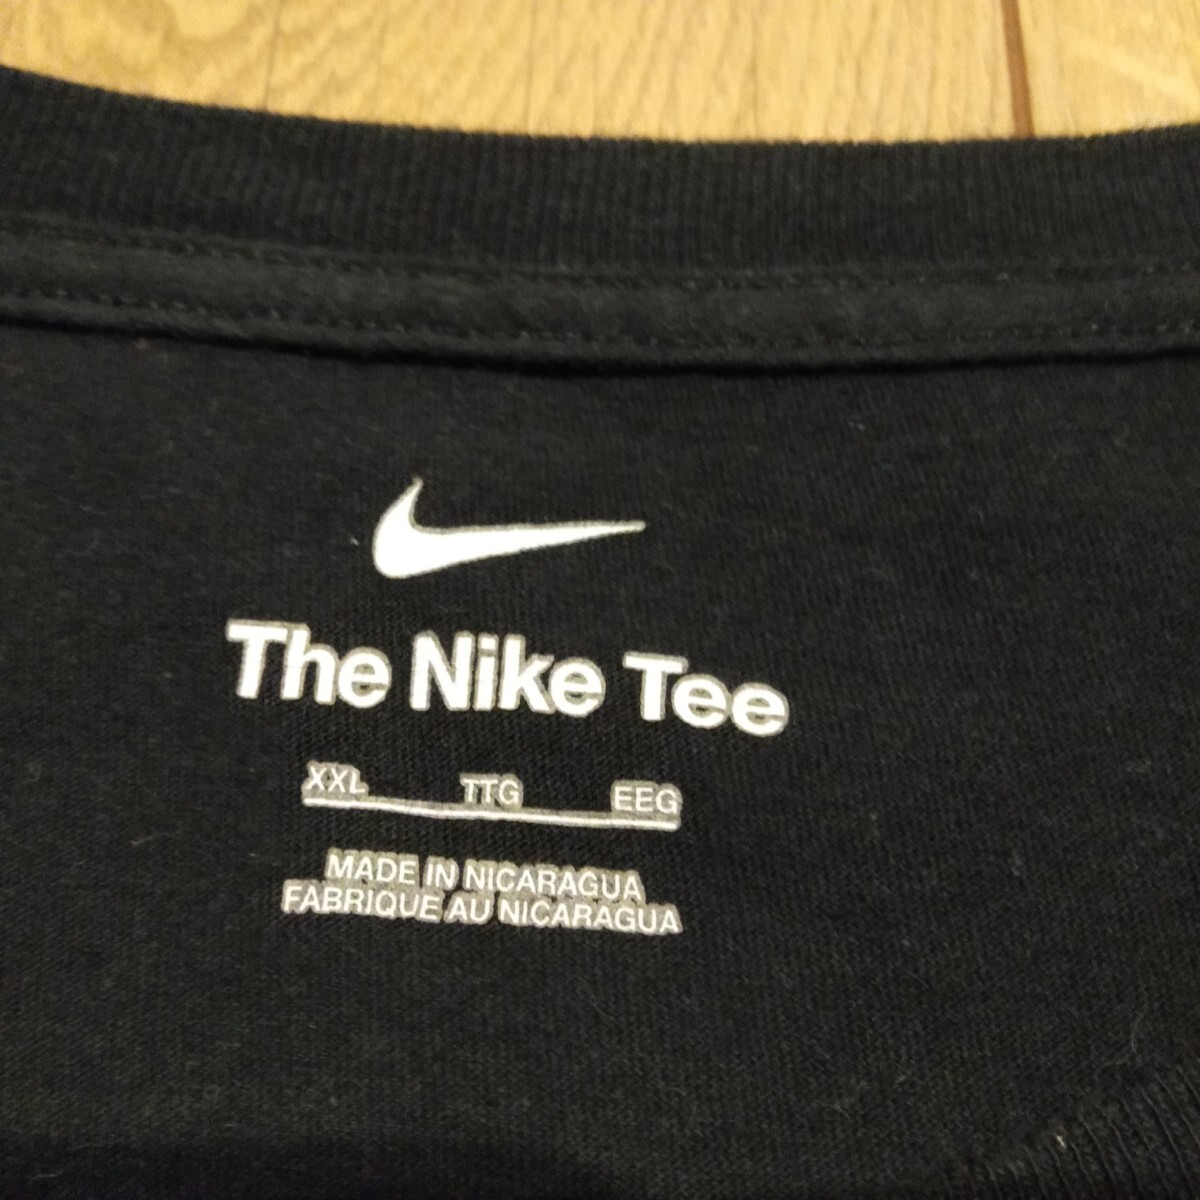 The Nike Tee
XXL TTG EEG
MADE IN NICARAGUA
FABRIQUE AU NICARAGUA